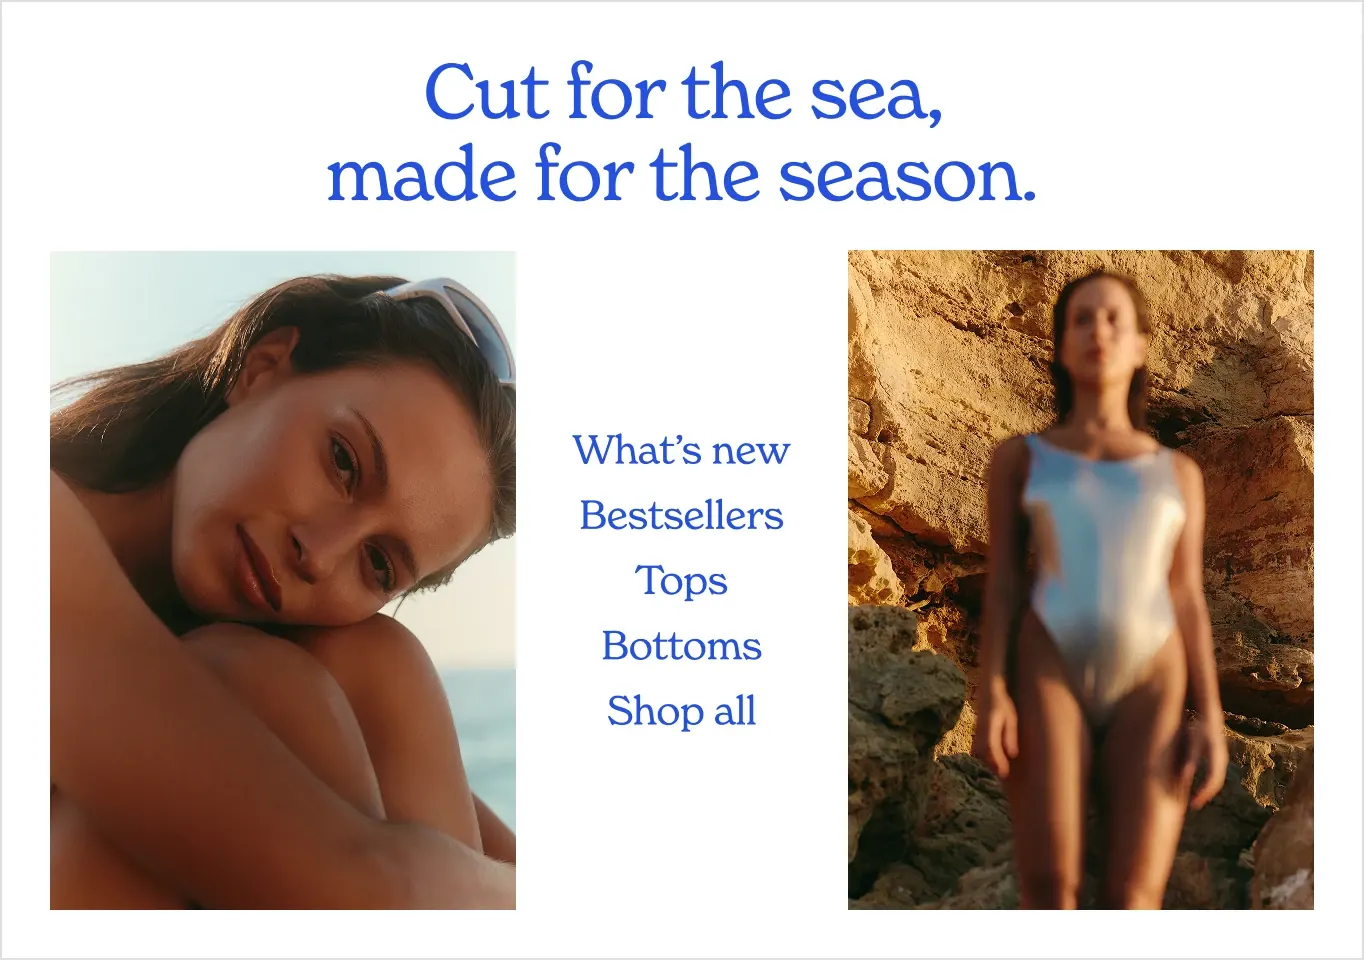 Cut for the sea,
made for the season.
What’s new
Bestsellers
Tops
Bottoms
Shop all